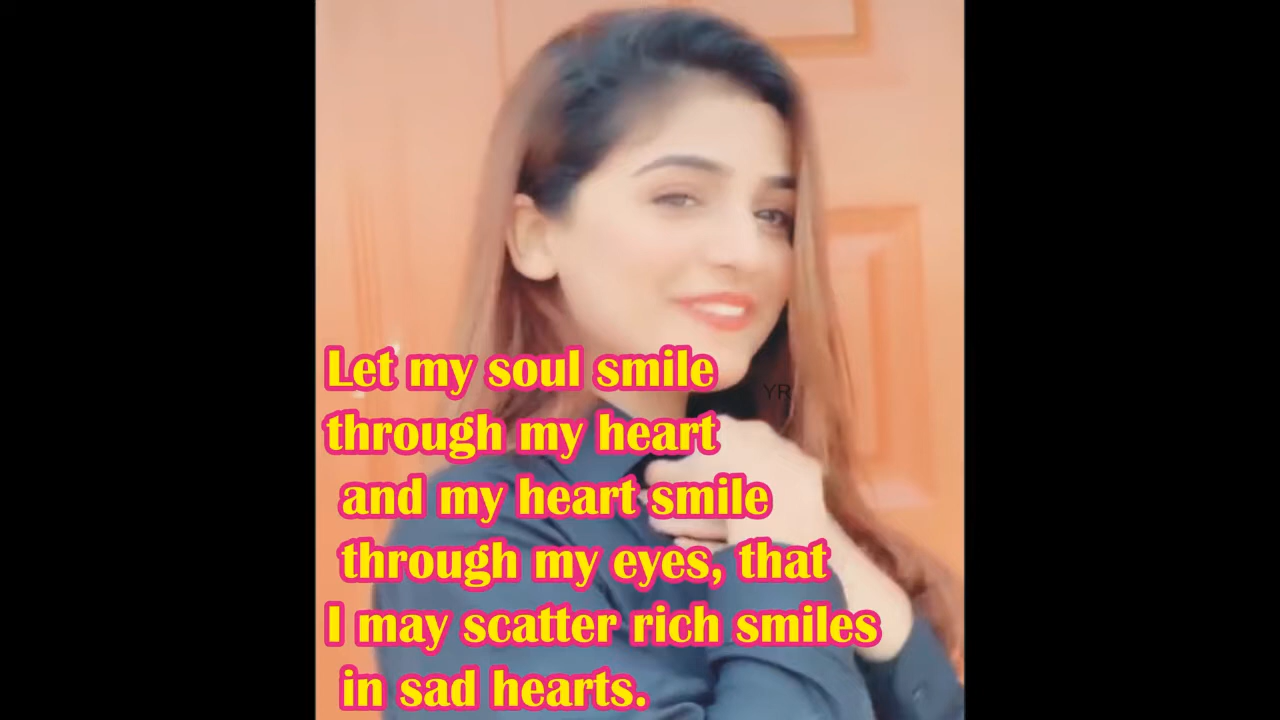 Let my soul smile
YR
through my heart
and my heart smile
through my eyes, that
I may scatter rich smiles
in sad hearts.